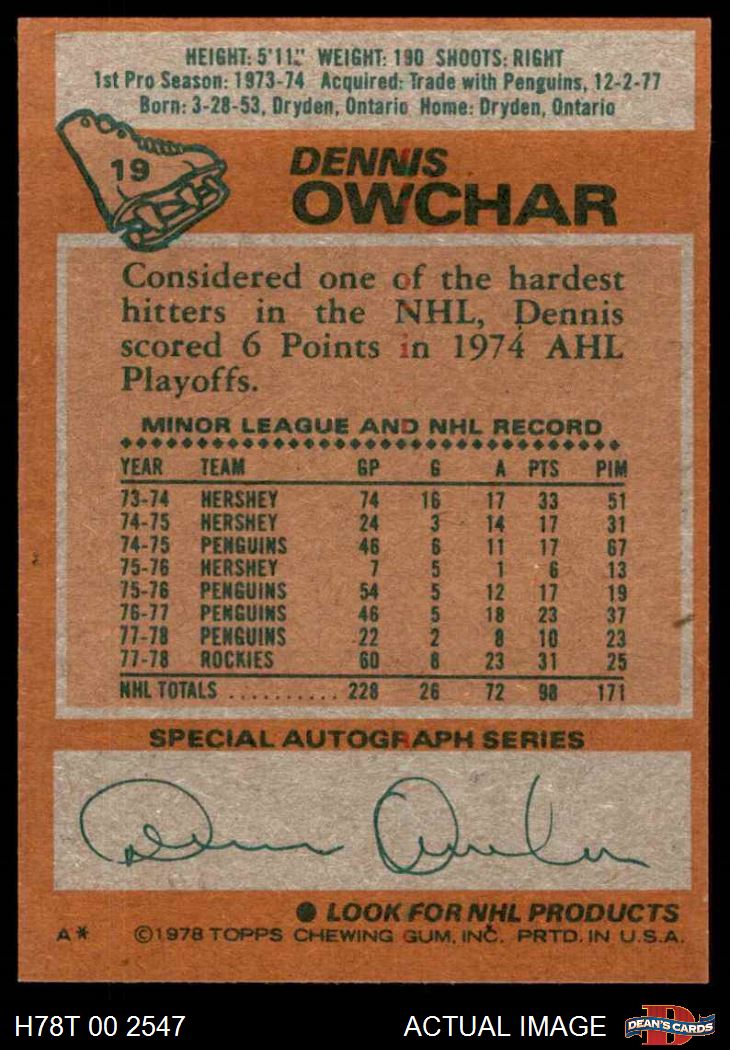 HEIGHT: 5'11" WEIGHT: 190 SHOOTS: RIGHT
1st Pro Season: 1973-74 Acquired: Trade with Penguins, 12-2-77
Born: 3-28-53, Dryden, Ontario Home: Dryden, Ontario
19
DENNIS
OWCHAR
Considered one of the hardest
hitters in the NHL, Dennis
scored 6 Points in 1974 AHL
Playoffs.
MINOR LEAGUE AND NHL RECORD
YEAR TEAM GP G A PTS PIM
73-74 HERSHEY 74 16 17 33 51
74-75 HERSHEY 24 3 14 17 31
74-75 PENGUINS 46 6 11 17 67
75-76 HERSHEY 7 5 1 6 13
75-76 PENGUINS 54 5 12 17 19
76-77 PENGUINS 46 5 18 23 37
77-78 PENGUINS 22 2 8 10 23
77-78 ROCKIES 60 8 23 31 25
NHL TOTALS .......... 228 26 72 98 171
SPECIAL AUTOGRAPH SERIES
Dennis Owchar
● LOOK FOR NHL PRODUCTS
A* ©1978 TOPPS CHEWING GUM, INC. PRTD. IN U.S.A.
H78T 00 2547 ACTUAL IMAGE
D
DEAN'S CARDS